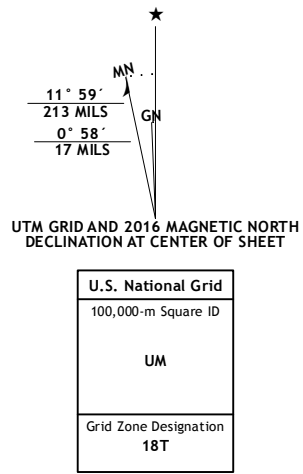 MN
11° 59´
213 MILS
GN
0° 58´
17 MILS
UTM GRID AND 2016 MAGNETIC NORTH
DECLINATION AT CENTER OF SHEET
U.S. National Grid
100,000-m Square ID
UM
Grid Zone Designation
18T